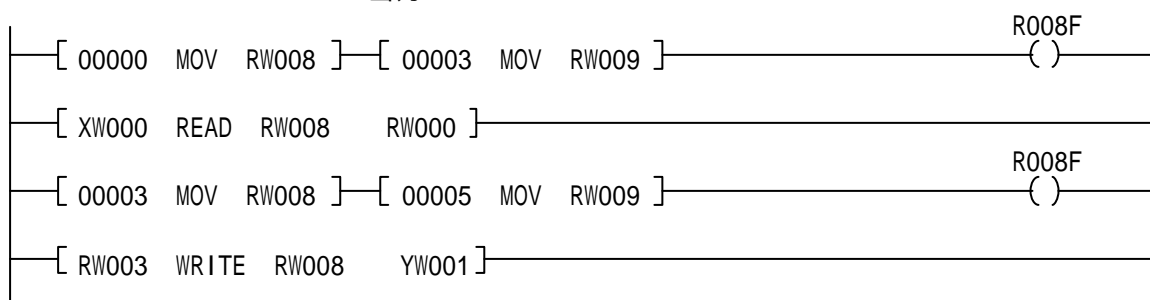 R008F
00000 MOV RW008 00003 MOV RW009 ( )
XW000 READ RW008 RW000
R008F
00003 MOV RW008 00005 MOV RW009 ( )
RW003 WRITE RW008 YW001